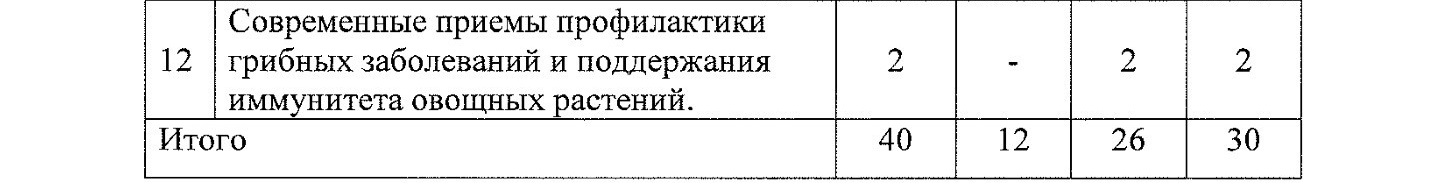 Современные приемы профилактики
12 грибных заболеваний и поддержания 2 - 2 2
иммунитета овощных растений.
Итого 40 12 26 30